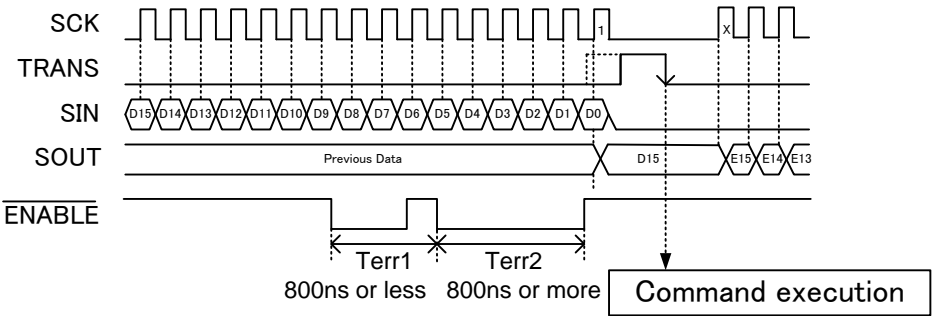 SCK 1 X
TRANS
SIN D15 D14 D13 D12 D11 D10 D9 D8 D7 D6 D5 D4 D3 D2 D1 D0
SOUT Previous Data D15 E15 E14 E13
ENABLE
Terr1 Terr2
800ns or less 800ns or more
Command execution